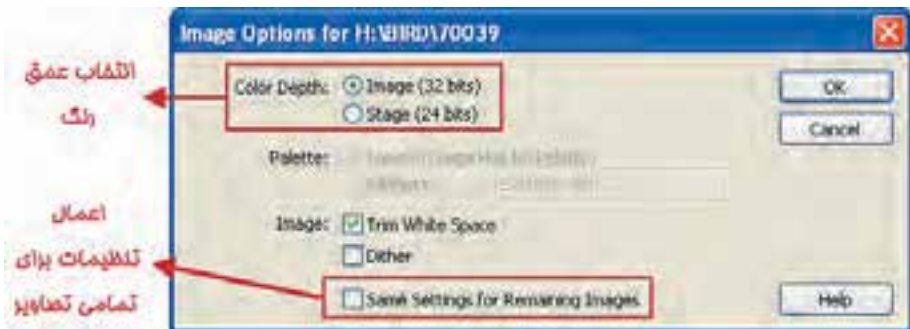 Image Options for H:\BIRD\70039
انتخاب عمق
رنگ
Color Depth: Image (32 bits)
Stage (24 bits)
OK
Cancel
Palette:
اعمال
تنظیمات برای
تمامی تصاویر
Image: Trim White Space
Dither
Same Settings for Remaining Images
Help